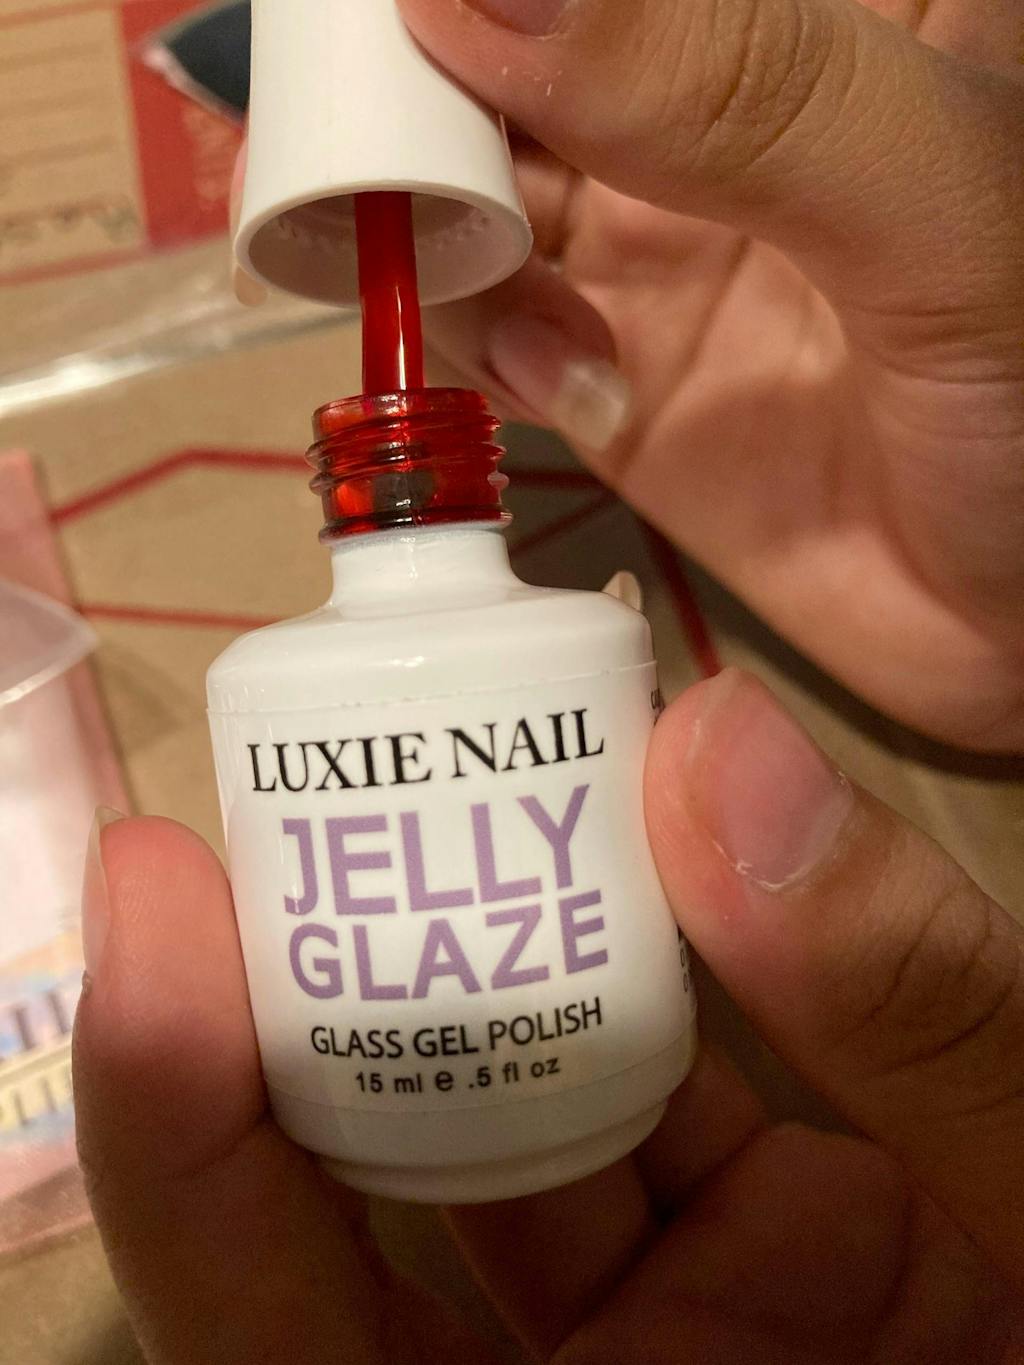 LUXIE NAIL
JELLY
GLAZE
GLASS GEL POLISH
15 ml e .5 fl oz